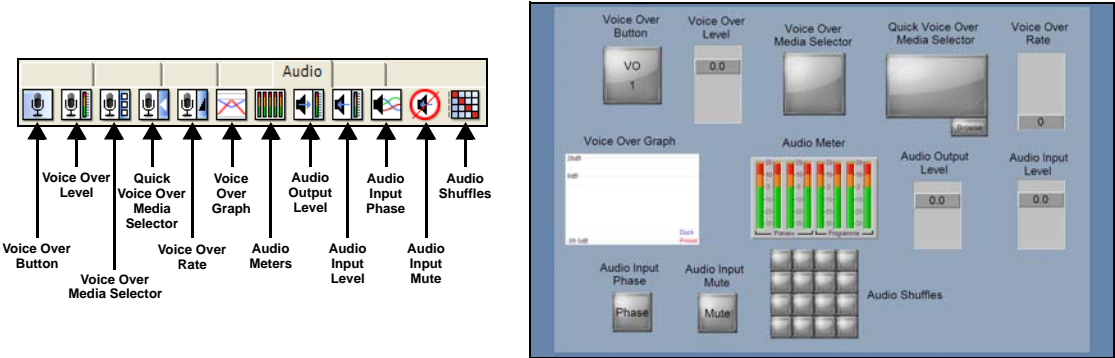 Audio
Voice Over
Level
Quick
Voice Over
Media
Selector
Voice
Over
Graph
Audio
Output
Level
Audio
Input
Phase
Audio
Shuffles
Voice Over
Button
Voice Over
Media Selector
Voice Over
Rate
Audio
Meters
Audio
Input
Level
Audio
Input
Mute
Voice Over
Button
VO
1
Voice Over
Level
0.0
Voice Over
Media Selector
Quick Voice Over
Media Selector
Browse
Voice Over
Rate
0
Voice Over Graph
Duck
Preset
Audio Meter
Preview
Programme
Audio Output
Level
0.0
Audio Input
Level
0.0
Audio Input
Phase
Phase
Audio Input
Mute
Mute
Audio Shuffles